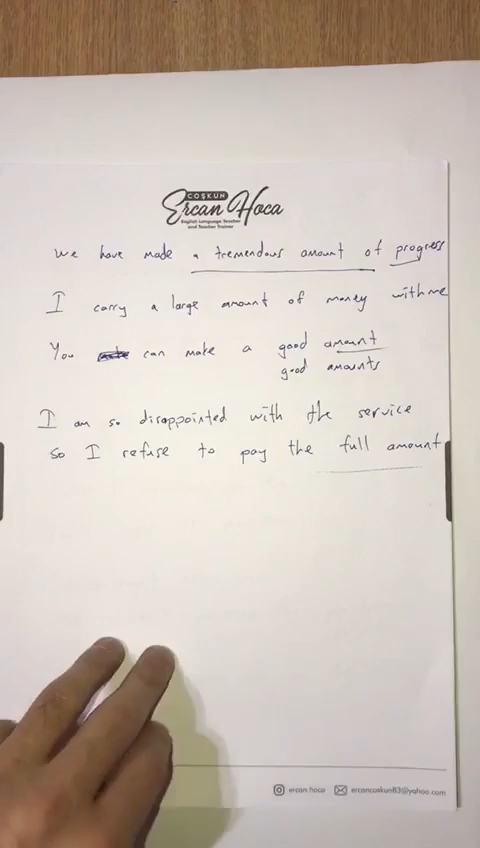 COŞKUN
Ercan Hoca
English Language Teacher
and Teacher Trainer
We have made a tremendous amount of progress
I carry a large amount of money with me
You can make a good amount
good amounts
I am so disappointed with the service
so I refuse to pay the full amount
ercan.hoca ercancoskun83@yahoo.com